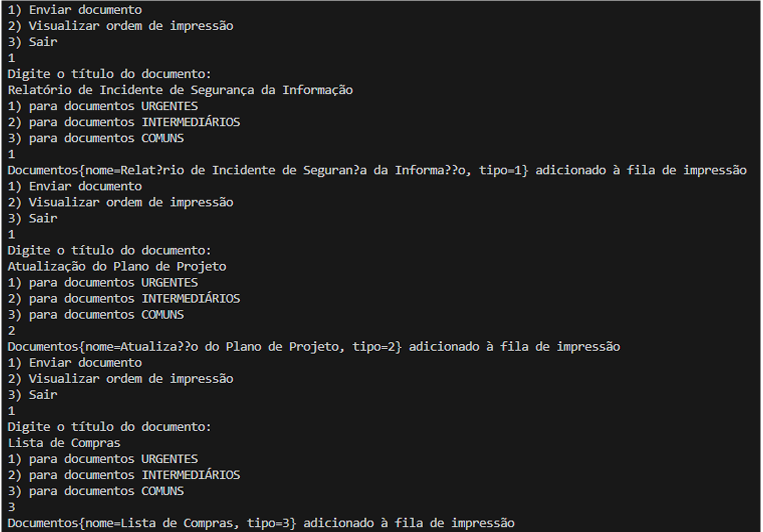 1) Enviar documento
2) Visualizar ordem de impressão
3) Sair
1
Digite o título do documento:
Relatório de Incidente de Segurança da Informação
1) para documentos URGENTES
2) para documentos INTERMEDIÁRIOS
3) para documentos COMUNS
1
Documentos{nome=Relat?rio de Incidente de Seguran?a da Informa??o, tipo=1} adicionado à fila de impressão
1) Enviar documento
2) Visualizar ordem de impressão
3) Sair
1
Digite o título do documento:
Atualização do Plano de Projeto
1) para documentos URGENTES
2) para documentos INTERMEDIÁRIOS
3) para documentos COMUNS
2
Documentos{nome=Atualiza??o do Plano de Projeto, tipo=2} adicionado à fila de impressão
1) Enviar documento
2) Visualizar ordem de impressão
3) Sair
1
Digite o título do documento:
Lista de Compras
1) para documentos URGENTES
2) para documentos INTERMEDIÁRIOS
3) para documentos COMUNS
3
Documentos{nome=Lista de Compras, tipo=3} adicionado à fila de impressão